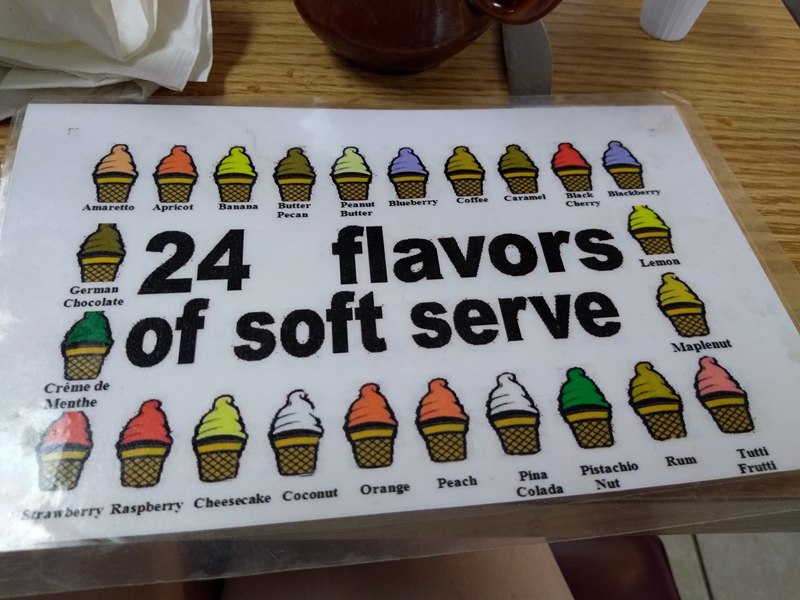 Amaretto
Apricot
Banana
Butter
Pecan
Peanut
Butter
Blueberry
Coffee
Caramel
Black
Cherry
Blackberry
German
Chocolate
24 flavors
Lemon
Crème de
Menthe
of soft serve
Maplenut
Strawberry
Raspberry
Cheesecake
Coconut
Orange
Peach
Pina
Colada
Pistachio
Nut
Rum
Tutti
Frutti